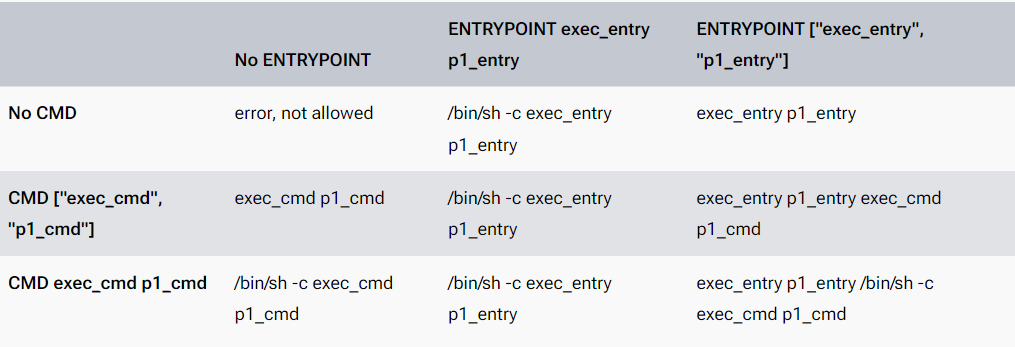 No ENTRYPOINT
ENTRYPOINT exec_entry
p1_entry
ENTRYPOINT ["exec_entry",
"p1_entry"]
No CMD
error, not allowed
/bin/sh -c exec_entry
p1_entry
exec_entry p1_entry
CMD ["exec_cmd",
"p1_cmd"]
exec_cmd p1_cmd
/bin/sh -c exec_entry
p1_entry
exec_entry p1_entry exec_cmd
p1_cmd
CMD exec_cmd p1_cmd
/bin/sh -c exec_cmd
p1_cmd
/bin/sh -c exec_entry
p1_entry
exec_entry p1_entry /bin/sh -c
exec_cmd p1_cmd